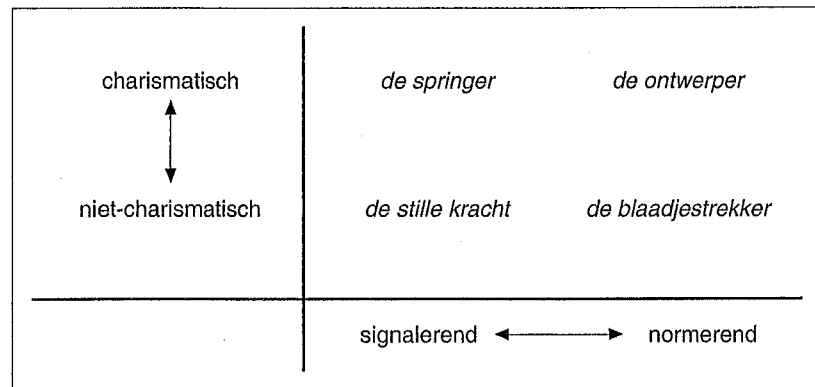 charismatisch de springer de ontwerper
niet-charismatisch de stille kracht de blaadjestrekker
signalerend normerend